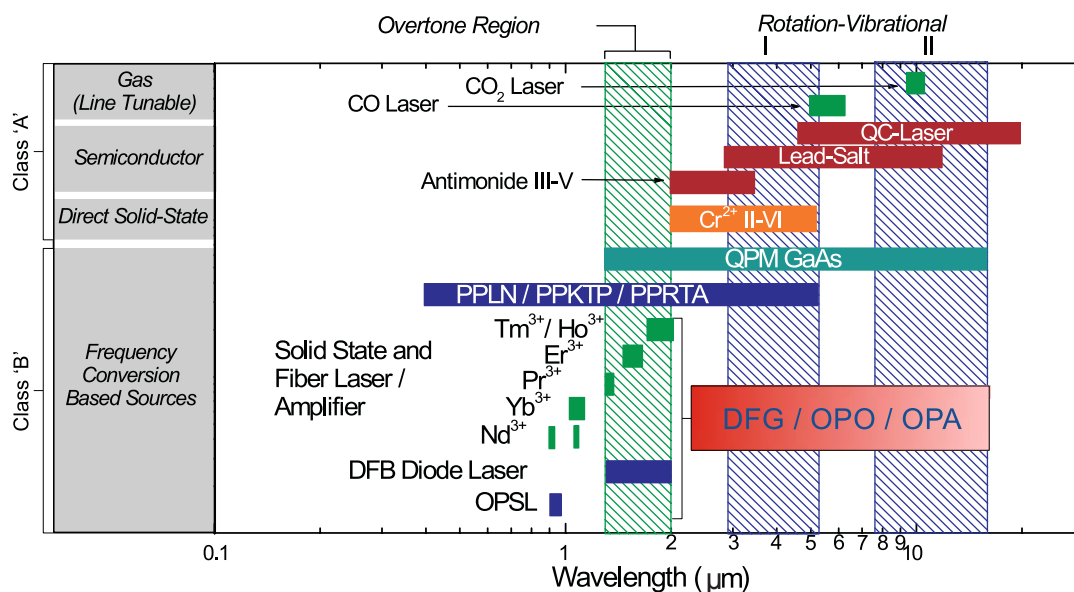 Overtone Region
Rotation-Vibrational
I
II
Class 'A'
Gas
(Line Tunable)
Semiconductor
Direct Solid-State
Class 'B'
Frequency
Conversion
Based Sources
CO₂ Laser
CO Laser
QC-Laser
Lead-Salt
Antimonide III-V
Cr²⁺ II-VI
QPM GaAs
PPLN / PPKTP / PPRTA
Solid State and
Fiber Laser /
Amplifier
Tm³⁺/ Ho³⁺
Er³⁺
Pr³⁺
Yb³⁺
Nd³⁺
DFB Diode Laser
OPSL
DFG / OPO / OPA
0.1 1 2 3 4 5 6 7 8 9 10
Wavelength (μm)